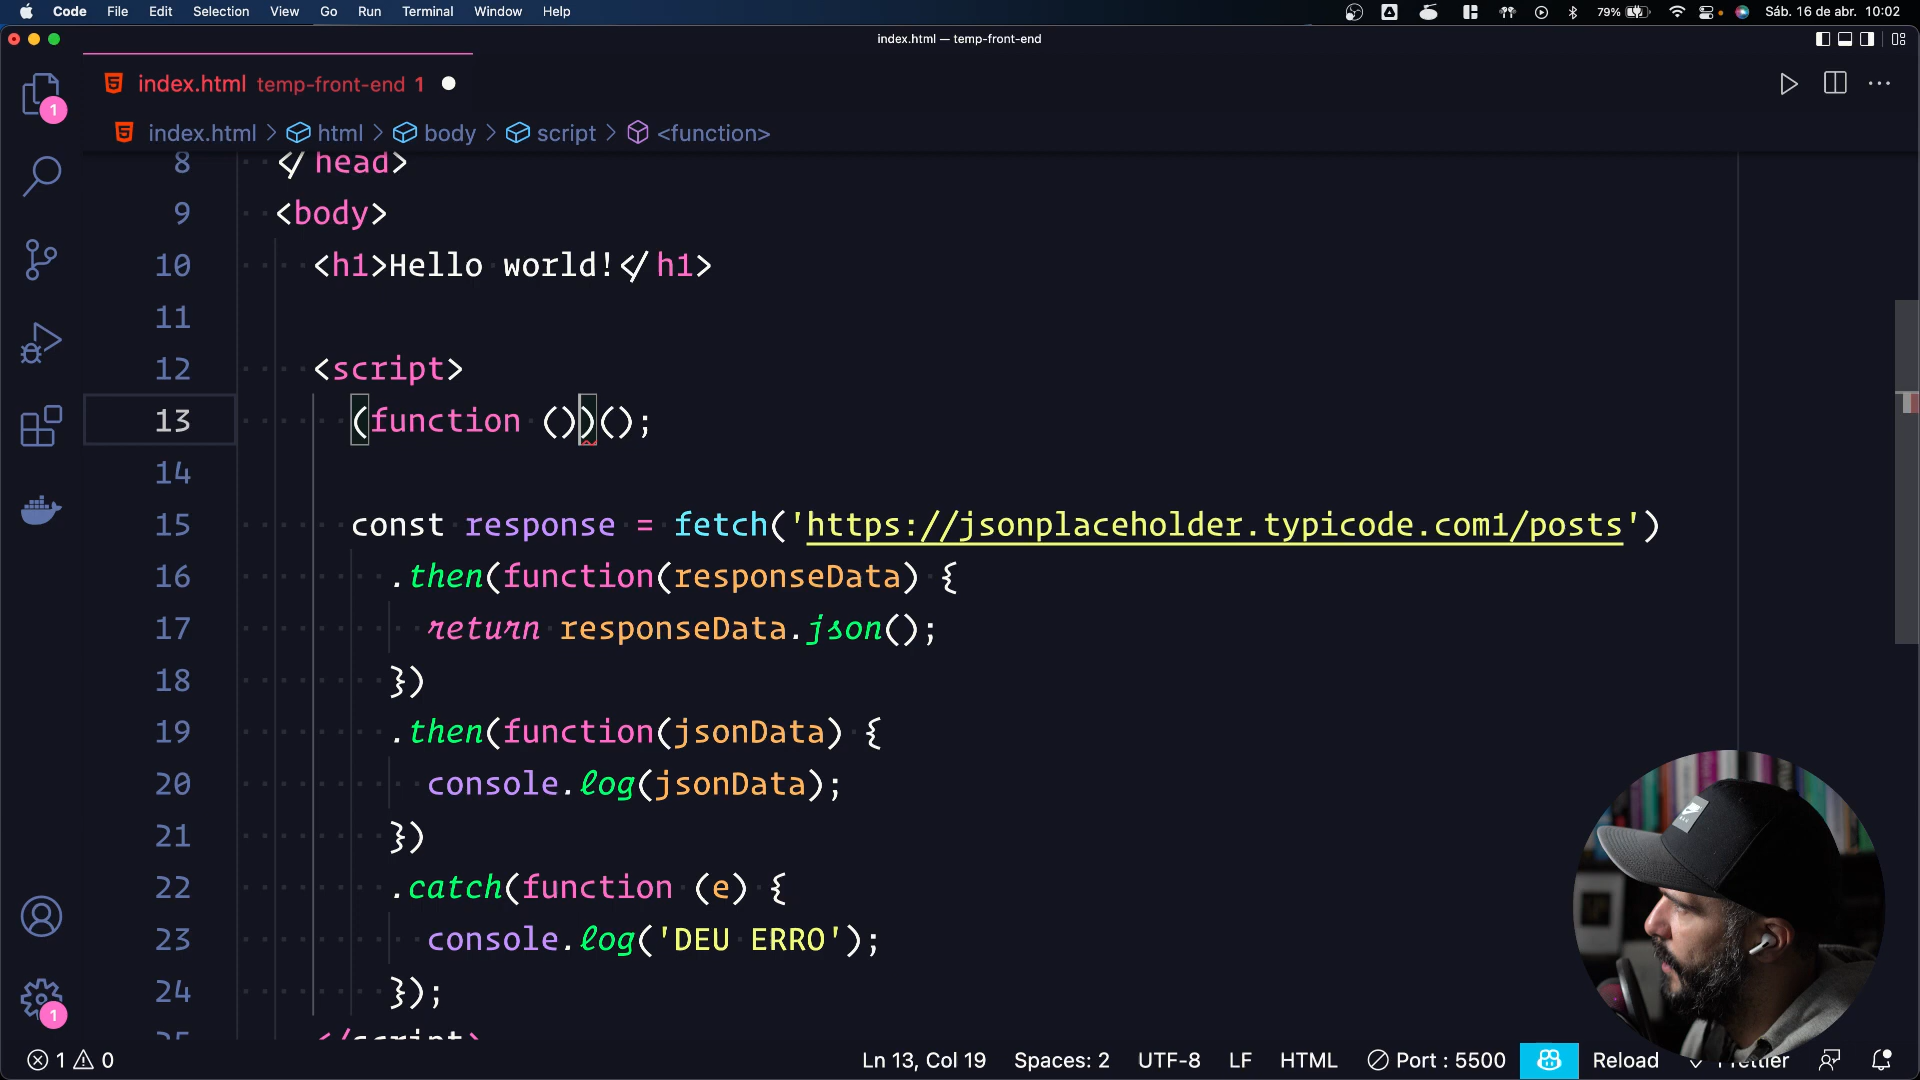 Code File Edit Selection View Go Run Terminal Window Help 79% Sáb. 16 de abr. 10:02
index.html — temp-front-end
index.html temp-front-end 1
1
index.html > html > body > script > <function>
8 </head>
9 <body>
10 <h1>Hello world!</h1>
11
12 <script>
13 (function ())();
14
15 const response = fetch('https://jsonplaceholder.typicode.com1/posts')
16 .then(function(responseData) {
17 return responseData.json();
18 })
19 .then(function(jsonData) {
20 console.log(jsonData);
21 })
22 .catch(function (e) {
23 console.log('DEU ERRO');
24 });
25 </script>
1
1 0 Ln 13, Col 19 Spaces: 2 UTF-8 LF HTML Port : 5500 Reload Prettier